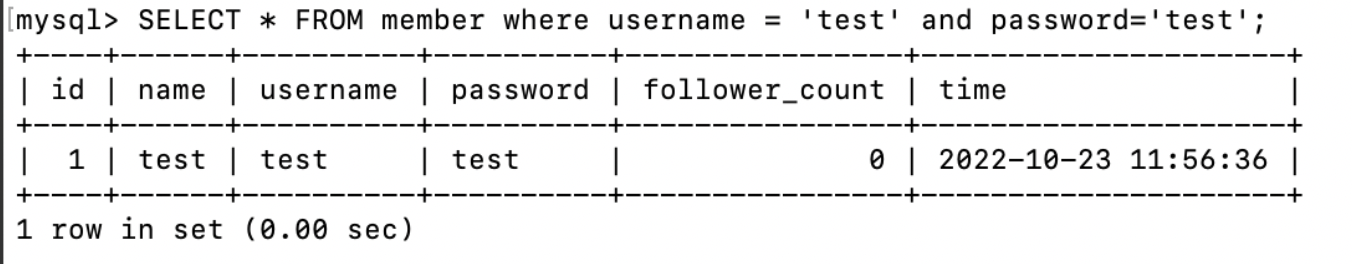 [mysql> SELECT * FROM member where username = 'test' and password='test';
+----+------+----------+----------+----------------+---------------------+
| id | name | username | password | follower_count | time                |
+----+------+----------+----------+----------------+---------------------+
|  1 | test | test     | test     |              0 | 2022-10-23 11:56:36 |
+----+------+----------+----------+----------------+---------------------+
1 row in set (0.00 sec)